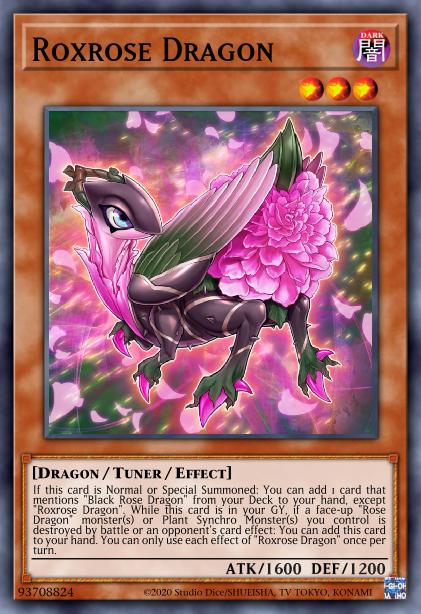 Roxrose Dragon
DARK
闇
[Dragon / Tuner / Effect]
If this card is Normal or Special Summoned: You can add 1 card that
mentions "Black Rose Dragon" from your Deck to your hand, except
"Roxrose Dragon". While this card is in your GY, if a face-up "Rose
Dragon" monster(s) or Plant Synchro Monster(s) you control is
destroyed by battle or an opponent's card effect: You can add this card
to your hand. You can only use each effect of "Roxrose Dragon" once per
turn.
ATK/1600 DEF/1200
93708824
©2020 Studio Dice/SHUEISHA, TV TOKYO, KONAMI